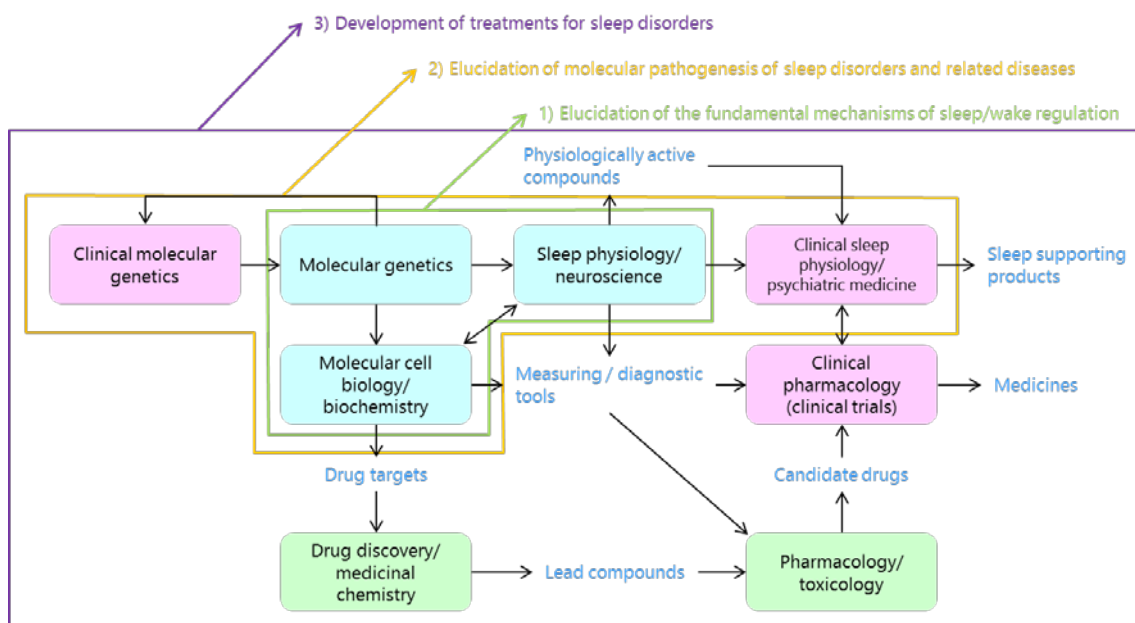 3) Development of treatments for sleep disorders
2) Elucidation of molecular pathogenesis of sleep disorders and related diseases
1) Elucidation of the fundamental mechanisms of sleep/wake regulation
Physiologically active
compounds
Clinical molecular
genetics
Molecular genetics
Sleep physiology/
neuroscience
Clinical sleep
physiology/
psychiatric medicine
Sleep supporting
products
Molecular cell
biology/
biochemistry
Measuring / diagnostic
tools
Clinical
pharmacology
(clinical trials)
Medicines
Drug targets
Candidate drugs
Drug discovery/
medicinal
chemistry
Lead compounds
Pharmacology/
toxicology